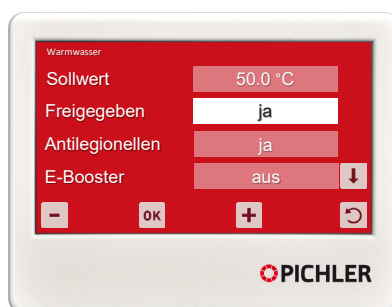 Warmwasser
Sollwert 50.0 °C
Freigegeben ja
Antilegionellen ja
E-Booster aus
- OK +
PICHLER